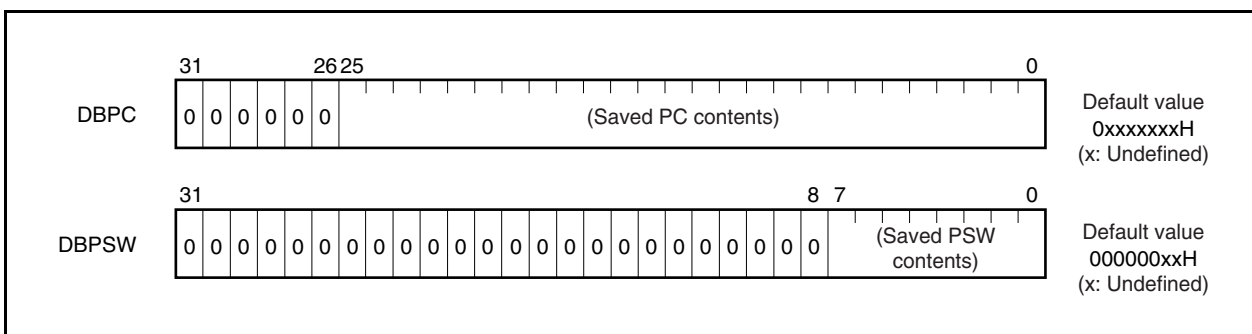 31 26 25 0
DBPC 0 0 0 0 0 0 (Saved PC contents) Default value
0xxxxxxxH
(x: Undefined)
31 8 7 0
DBPSW 0 0 0 0 0 0 0 0 0 0 0 0 0 0 0 0 0 0 0 0 0 0 0 0 (Saved PSW
contents) Default value
000000xxH
(x: Undefined)